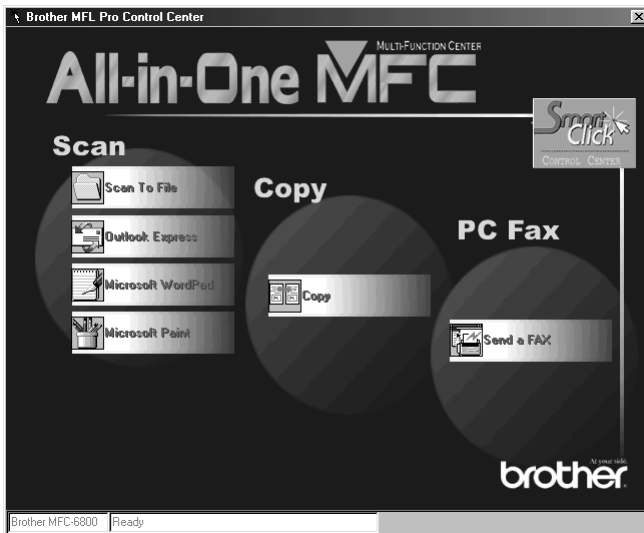 Brother MFL Pro Control Center
All-in-One MFC
MULTI-FUNCTION CENTER
Smart
Click
CONTROL CENTER
Scan
Scan To File
Outlook Express
Microsoft WordPad
Microsoft Paint
Copy
Copy
PC Fax
Send a FAX
At your side.
brother
Brother MFC-6800
Ready